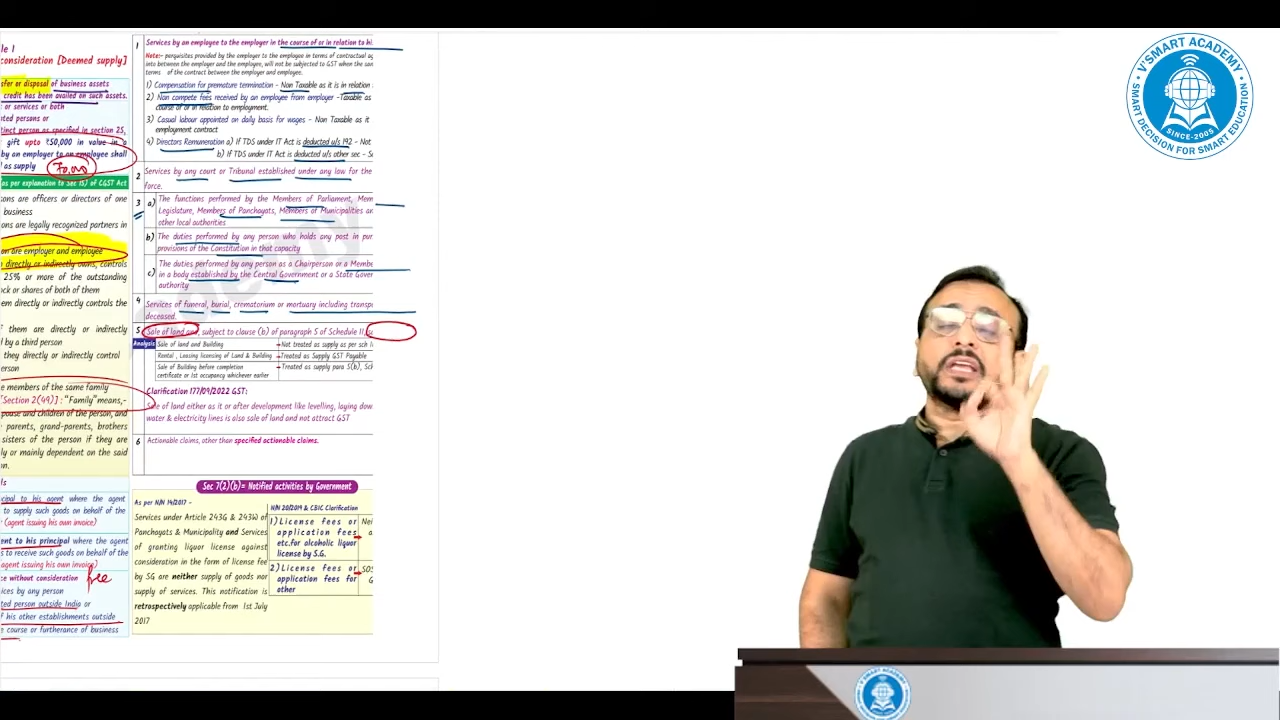 le 1
consideration [Deemed supply]
sfer or disposal of business assets
credit has been availed on such assets.
: or services or both
ated persons or
tinct person as specified in section 25,
gift upto ₹50,000 in value in a
by an employer to an employee shall
as supply 70,00
as per explanation to Sec 15) of CGST Act
sons are officers or directors of one
business
ons are legally recognized partners in
on are employer and employee
directly or indirectly owns, controls
25% or more of the outstanding
ck or shares of both of them
em directly or indirectly controls the
f them are directly or indirectly
l by a third person
they directly or indirectly control
erson
e members of the same family
[Section 2(49)] : "Family" means,-
pouse and children of the person, and
parents, grand-parents, brothers
sisters of the person if they are
ly or mainly dependent on the said
n.
ls
cipal to his agent where the agent
to supply such goods on behalf of the
(agent issuing his own invoice)
ent to his principal where the agent
s to receive such goods on behalf of the
agent issuing his own invoice)
ce without consideration free
ices by any person
ted person outside India or
f his other establishments outside
e course or furtherance of business
1 Services by an employee to the employer in the course of or in relation to hi
Note:- perquisites provided by the employer to the employee in terms of contractual ag
into between the employer and the employee, will not be subjected to GST when the sam
terms of the contract between the employer and employee.
1) Compensation for premature termination - Non Taxable as it is in relation
2) Non compete fees received by an employee from employer -Taxable as
course of or in relation to employment.
3) Casual labour appointed on daily basis for wages - Non Taxable as it
employment contract
4) Directors Remuneration a) If TDS under IT Act is deducted u/s 192 - Not
b) If TDS under IT Act is deducted u/s other sec - S
2 Services by any court or Tribunal established under any law for the
force.
3 a) The functions performed by the Members of Parliament, Mem
Legislature, Members of Panchayats, Members of Municipalities an
other local authorities
b) The duties performed by any person who holds any post in pur
provisions of the Constitution in that capacity
c) The duties performed by any person as a Chairperson or a Membe
in a body established by the Central Government or a State Gover
authority
4 Services of funeral, burial, crematorium or mortuary including transpo
deceased.
5 Sale of land and, subject to clause (b) of paragraph 5 of Schedule II, s
Analysis Sale of land and Building Not treated as supply as per sch I
Rental , Leasing licensing of Land & Building Treated as Supply GST Payable
Sale of Building before completion Treated as supply para 5(b), Sch
certificate or 1st occupancy whichever earlier
Clarification 177/09/2022 GST:
Sale of land either as it or after development like levelling, laying dow
water & electricity lines is also sale of land and not attract GST
6 Actionable claims, other than specified actionable claims.
Sec 7(2)(b)= Notified activities by Government
As per N/N 14/2017 -
Services under Article 243G & 243W of
Panchayats & Municipality and Services
of granting liquor license against
consideration in the form of license fee
by SG are neither supply of goods nor
supply of services. This notification is
retrospectively applicable from 1st July
2017
N/N 20/2019 & CBIC Clarification
1) License fees or Nei
application fees a
etc.for alcoholic liquor
license by S.G.
2) License fees or SOS
application fees for G
other
V'SMART ACADEMY
SINCE-2005
SMART DECISION FOR SMART EDUCATION